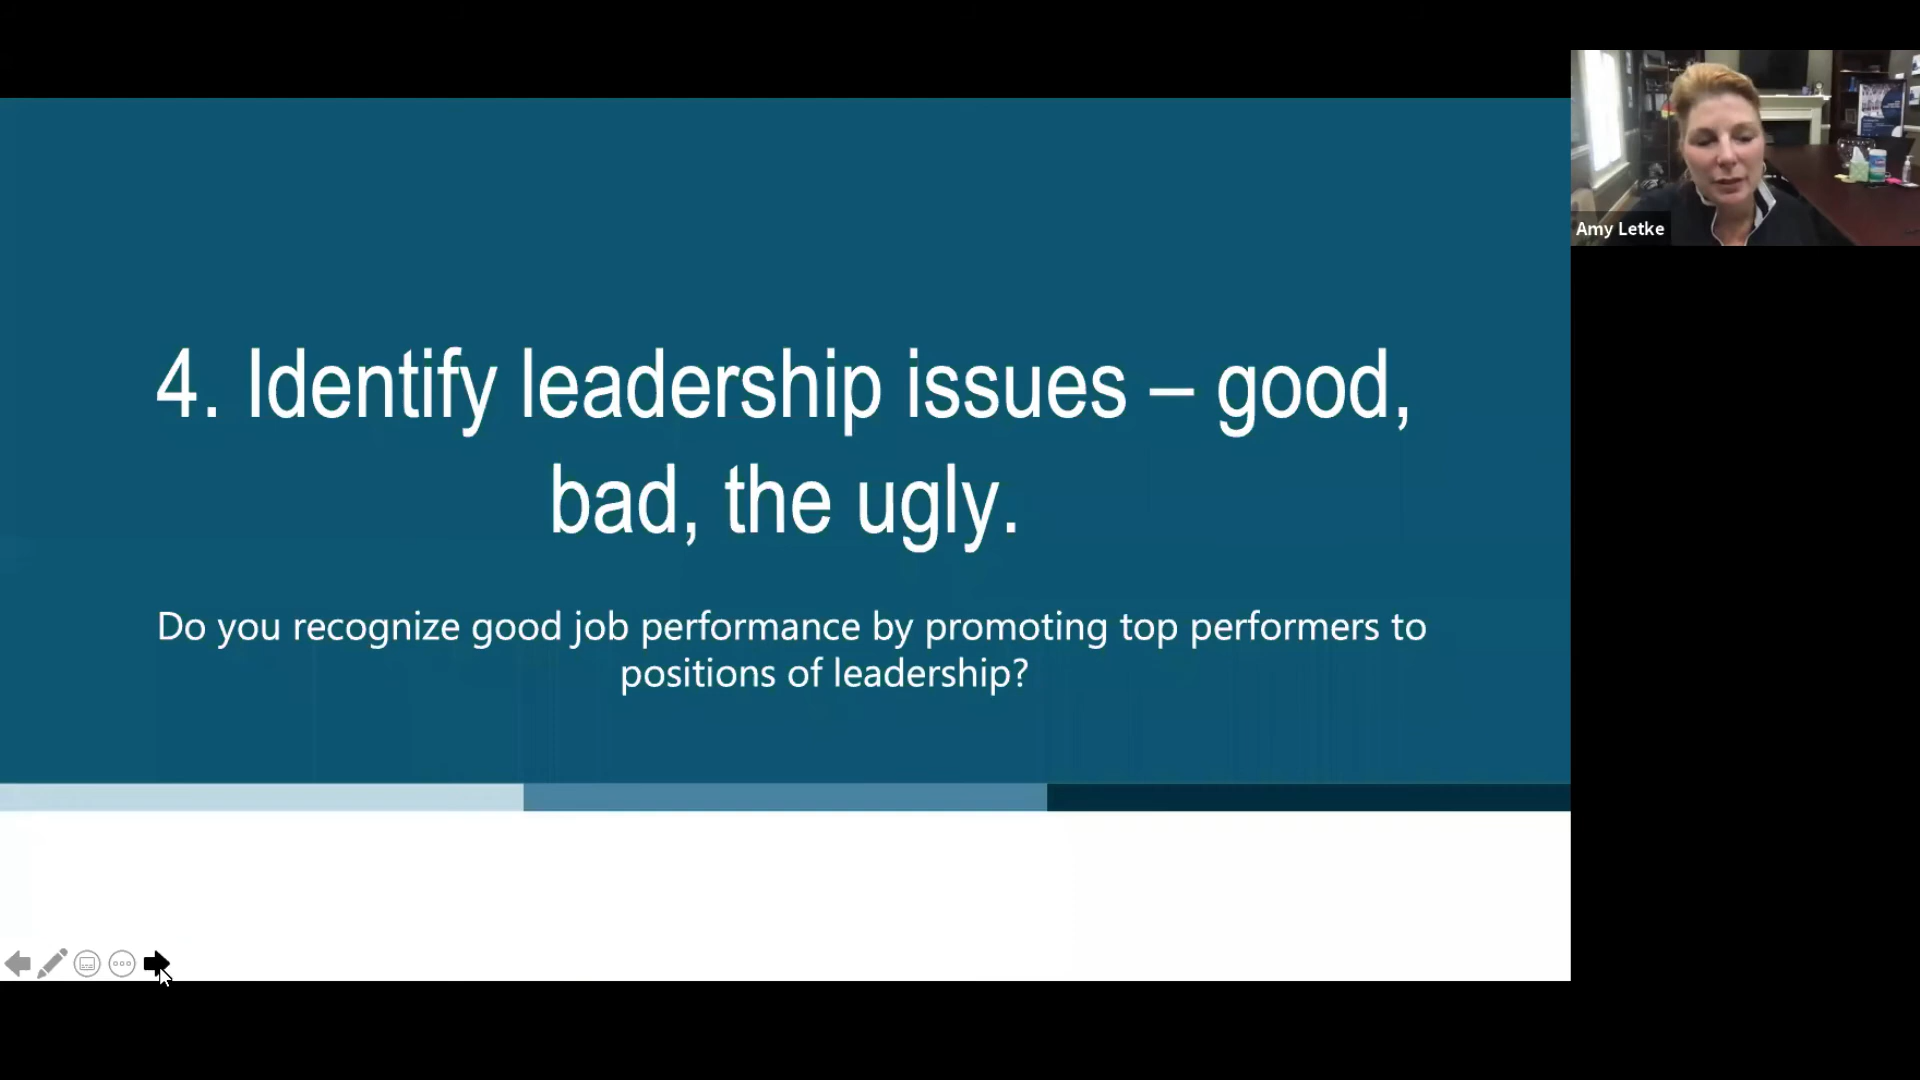 4. Identify leadership issues – good,
bad, the ugly.
Do you recognize good job performance by promoting top performers to
positions of leadership?
Amy Letke